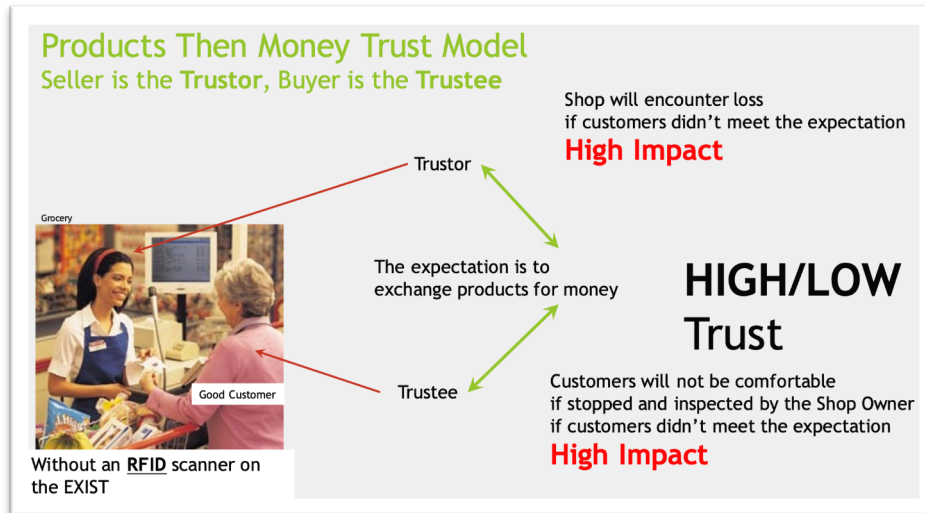 Products Then Money Trust Model
Seller is the Trustor, Buyer is the Trustee
Shop will encounter loss
if customers didn't meet the expectation
High Impact
Trustor
Grocery
The expectation is to
exchange products for money
HIGH/LOW
Trust
Good Customer
Trustee
Customers will not be comfortable
if stopped and inspected by the Shop Owner
if customers didn't meet the expectation
High Impact
Without an RFID scanner on
the EXIST